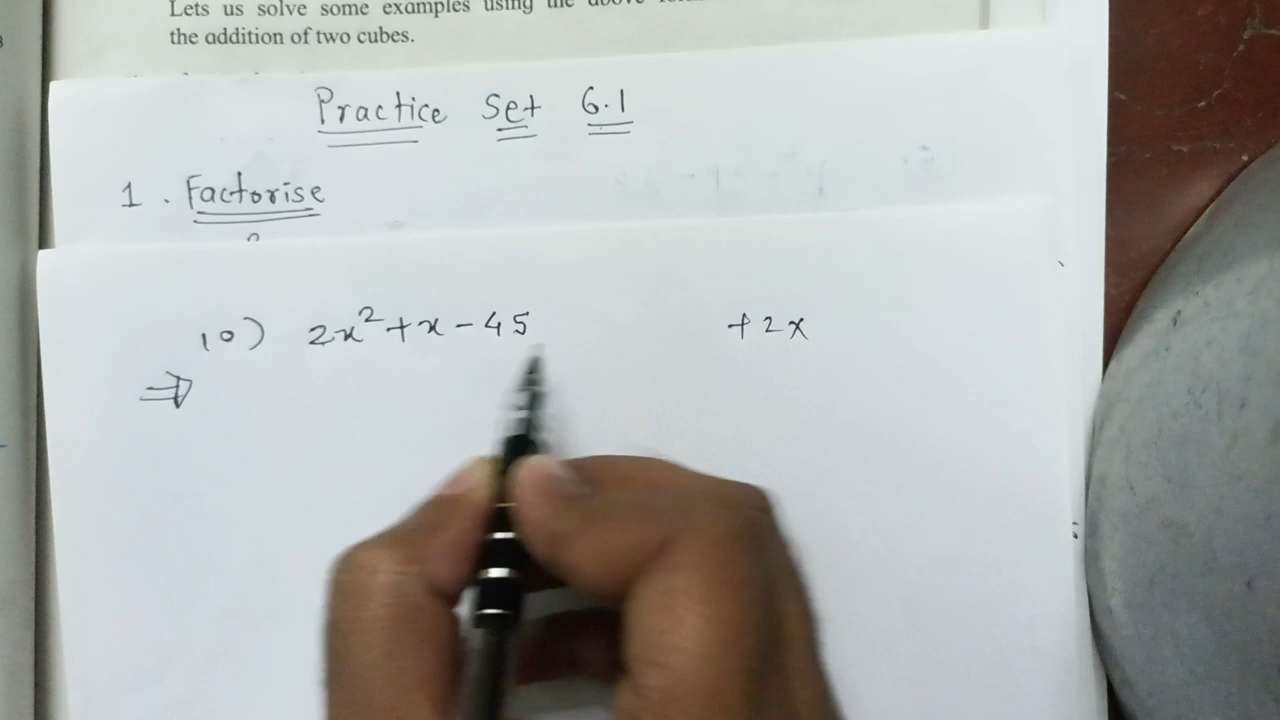 Lets us solve some examples using the above
the addition of two cubes.
Practice Set 6.1
1. Factorise
10) 2x²+x-45 +2x
⇒